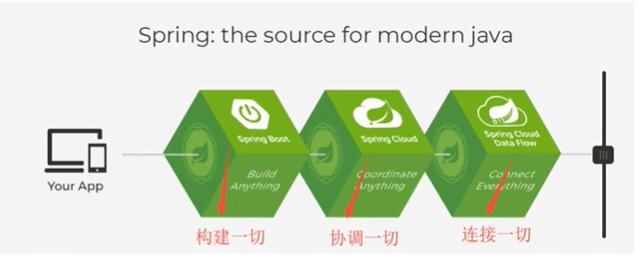 Spring: the source for modern java
Your App
Spring Boot
Build
Anything
构建一切
Spring Cloud
Coordinate
Anything
协调一切
Spring Cloud
Data Flow
Connect
Everything
连接一切